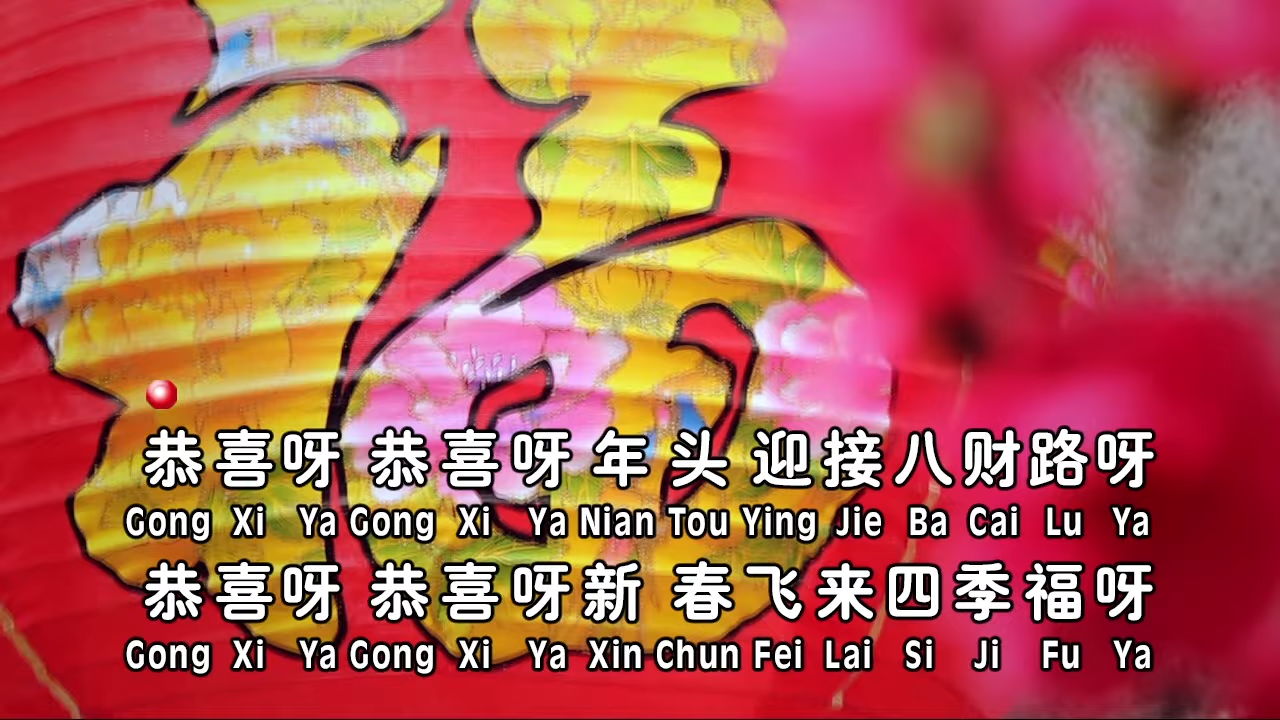 福
恭喜呀 恭喜呀 年头 迎接八财路呀
Gong Xi Ya Gong Xi Ya Nian Tou Ying Jie Ba Cai Lu Ya
恭喜呀 恭喜呀新 春飞来四季福呀
Gong Xi Ya Gong Xi Ya Xin Chun Fei Lai Si Ji Fu Ya